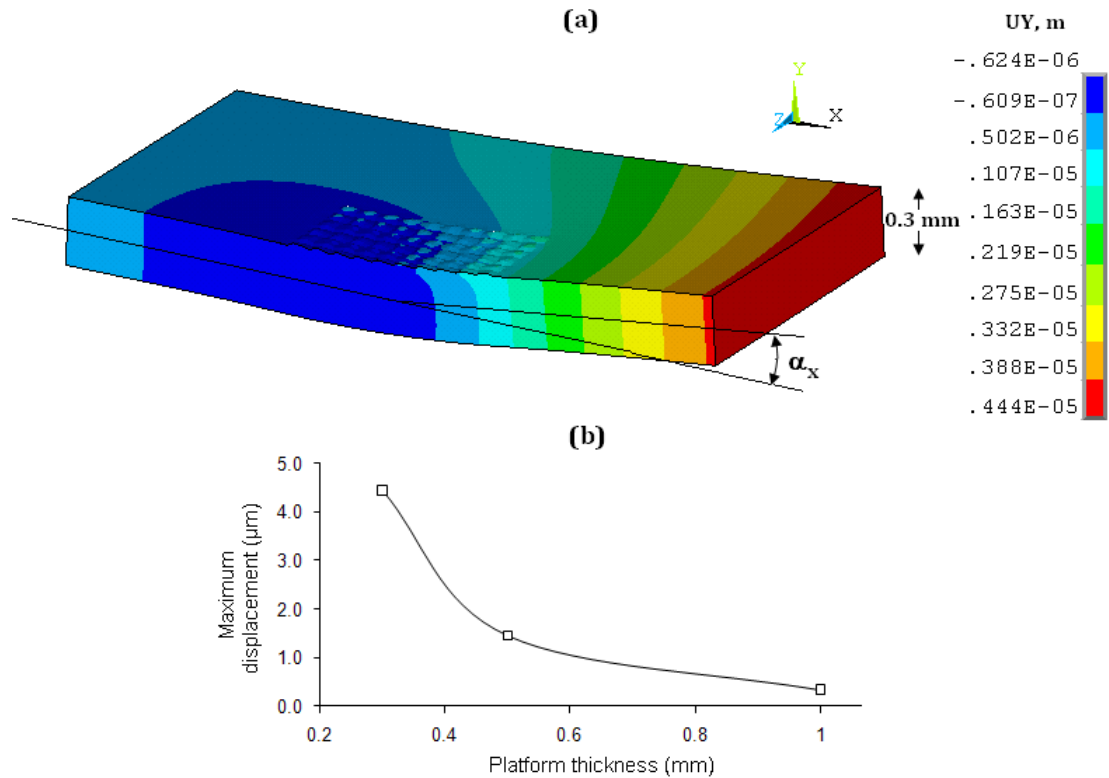 (a)
UY, m
-.624E-06
-.609E-07
.502E-06
.107E-05
.163E-05
.219E-05
.275E-05
.332E-05
.388E-05
.444E-05
Y
Z
X
0.3 mm
αx
(b)
5.0
4.0
3.0
2.0
1.0
0.0
Maximum
displacement (µm)
0.2 0.4 0.6 0.8 1
Platform thickness (mm)